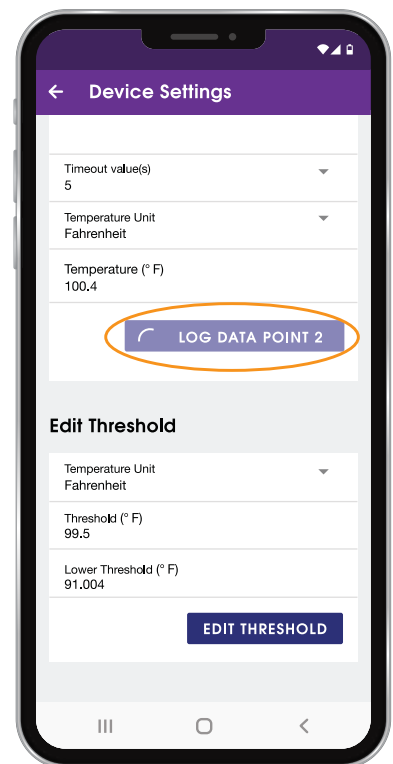 Device Settings
Timeout value(s)
5
Temperature Unit
Fahrenheit
Temperature (° F)
100.4
LOG DATA POINT 2
Edit Threshold
Temperature Unit
Fahrenheit
Threshold (° F)
99.5
Lower Threshold (° F)
91.004
EDIT THRESHOLD